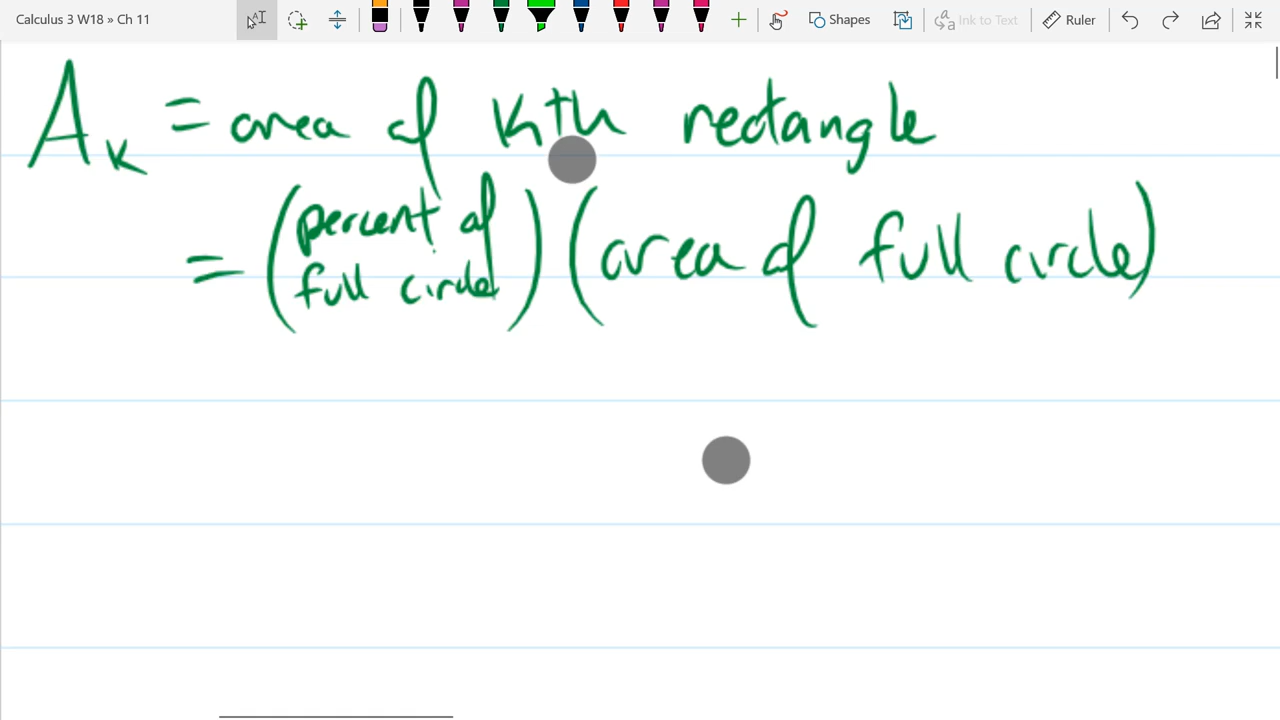 Calculus 3 W18 » Ch 11
Shapes
Ink to Text
Ruler
A_k = area of kth rectangle
= (percent of full circle) (area of full circle)